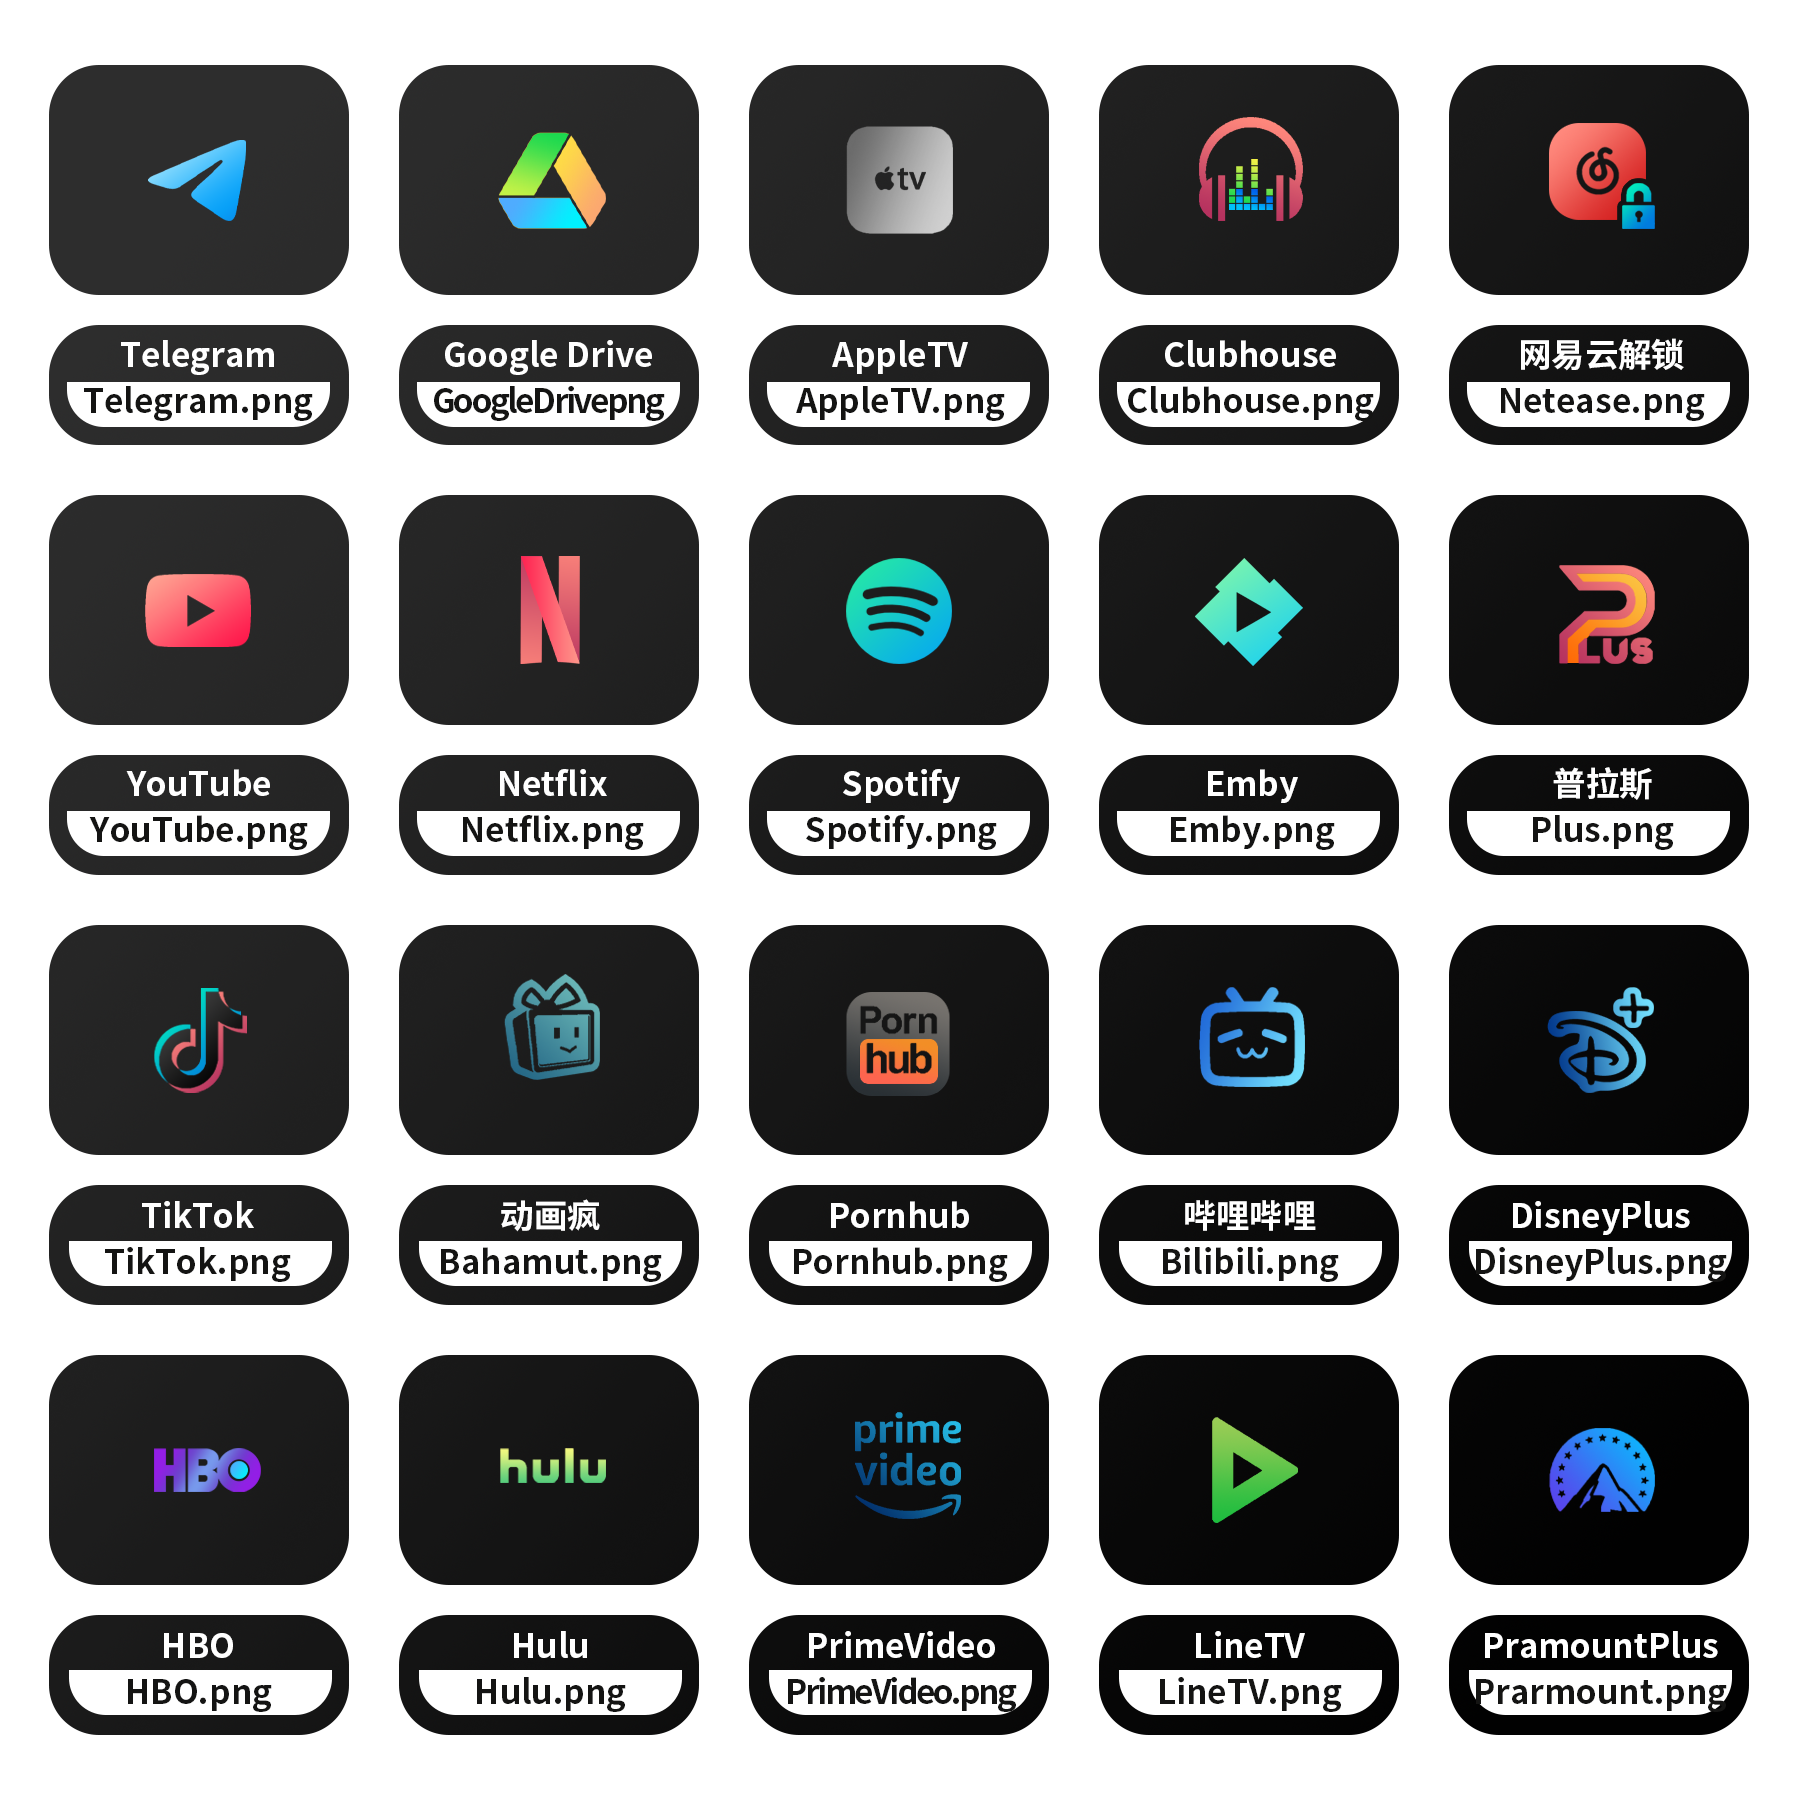 tv
Telegram
Telegram.png
Google Drive
GoogleDrivepng
AppleTV
AppleTV.png
Clubhouse
Clubhouse.png
网易云解锁
Netease.png
N
PLUS
YouTube
YouTube.png
Netflix
Netflix.png
Spotify
Spotify.png
Emby
Emby.png
普拉斯
Plus.png
Porn
hub
D+
TikTok
TikTok.png
动画疯
Bahamut.png
Pornhub
Pornhub.png
哔哩哔哩
Bilibili.png
DisneyPlus
DisneyPlus.png
HBO
hulu
prime
video
HBO
HBO.png
Hulu
Hulu.png
PrimeVideo
PrimeVideo.png
LineTV
LineTV.png
PramountPlus
Prarmount.png